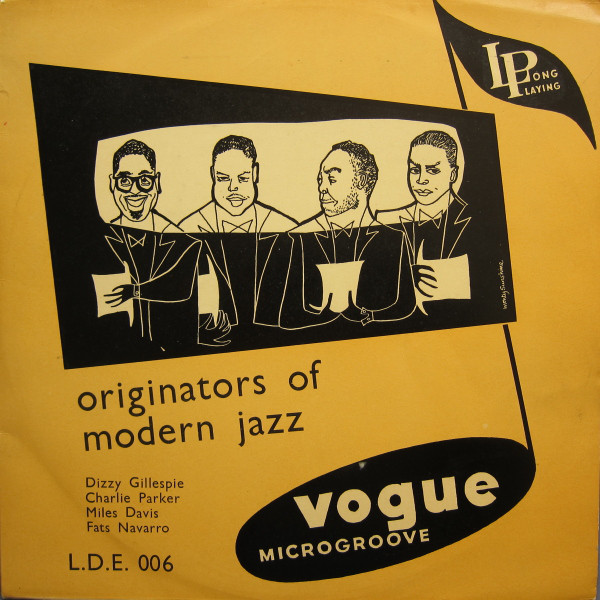 LP
LONG
PLAYING
originators of
modern jazz
Dizzy Gillespie
Charlie Parker
Miles Davis
Fats Navarro
L.D.E. 006
vogue
MICROGROOVE